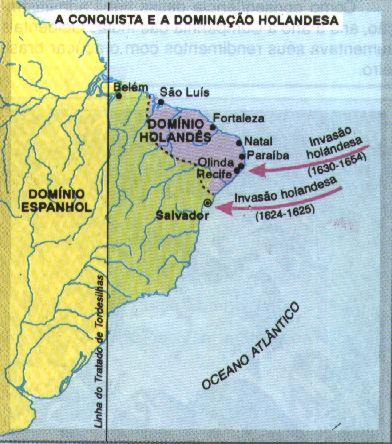 A CONQUISTA E A DOMINAÇÃO HOLANDESA
Belém
São Luís
Fortaleza
DOMÍNIO
HOLANDÊS
Natal
Paraíba
Olinda
Recife
Invasão
holandesa
(1630-1654)
DOMÍNIO
ESPANHOL
Salvador
Invasão holandesa
(1624-1625)
Linha do Tratado de Tordesilhas
OCEANO ATLÂNTICO